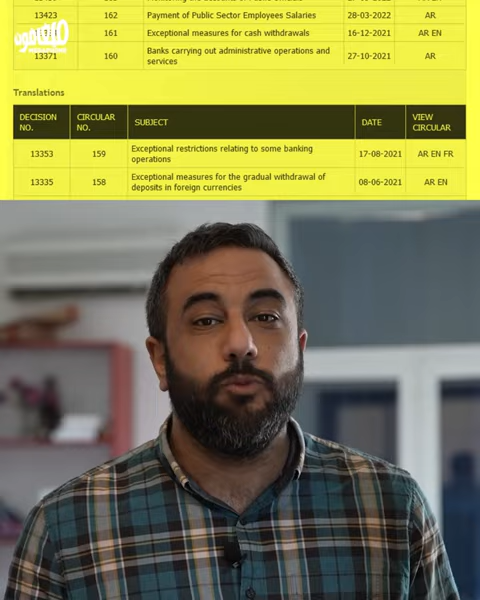 13423 162 Payment of Public Sector Employees Salaries 28-03-2022 AR
161 Exceptional measures for cash withdrawals 16-12-2021 AR EN
13371 160 Banks carrying out administrative operations and
services 27-10-2021 AR
Translations
DECISION NO. CIRCULAR NO. SUBJECT DATE VIEW CIRCULAR
13353 159 Exceptional restrictions relating to some banking
operations 17-08-2021 AR EN FR
13335 158 Exceptional measures for the gradual withdrawal of
deposits in foreign currencies 08-06-2021 AR EN